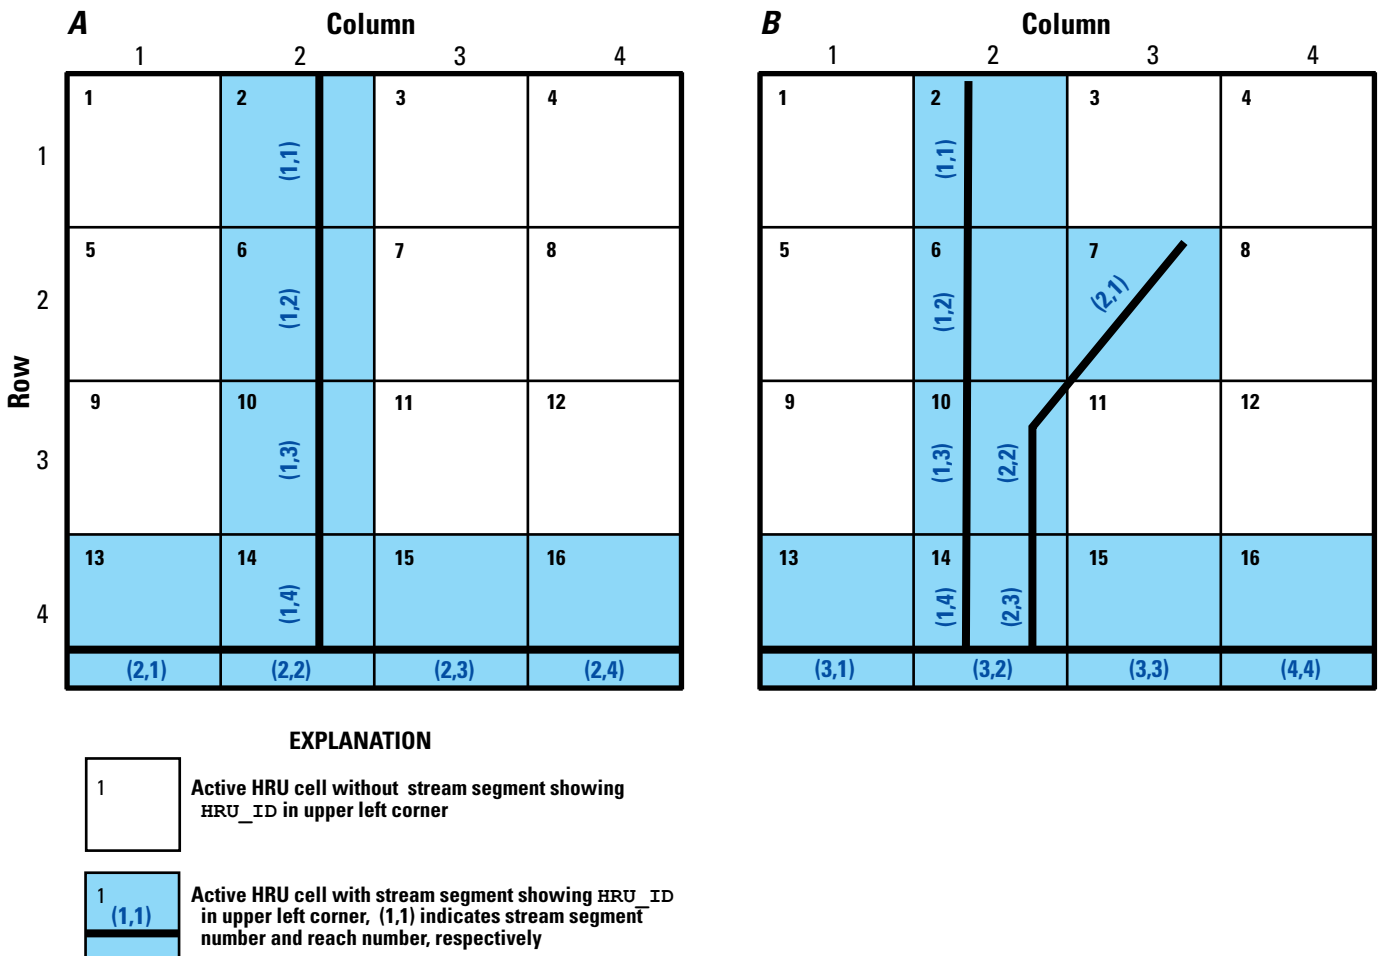 A Column
1 2 3 4
Row
1
1 2 3 4
(1,1)
2
5 6 7 8
(1,2)
3
9 10 11 12
(1,3)
4
13 14 15 16
(1,4)
(2,1) (2,2) (2,3) (2,4)
B Column
1 2 3 4
1 2 3 4
(1,1)
5 6 7 8
(1,2) (2,1)
9 10 11 12
(1,3) (2,2)
13 14 15 16
(1,4) (2,3)
(3,1) (3,2) (3,3) (4,4)
EXPLANATION
1
Active HRU cell without stream segment showing
HRU_ID in upper left corner
1
(1,1)
Active HRU cell with stream segment showing HRU_ID
in upper left corner, (1,1) indicates stream segment
number and reach number, respectively